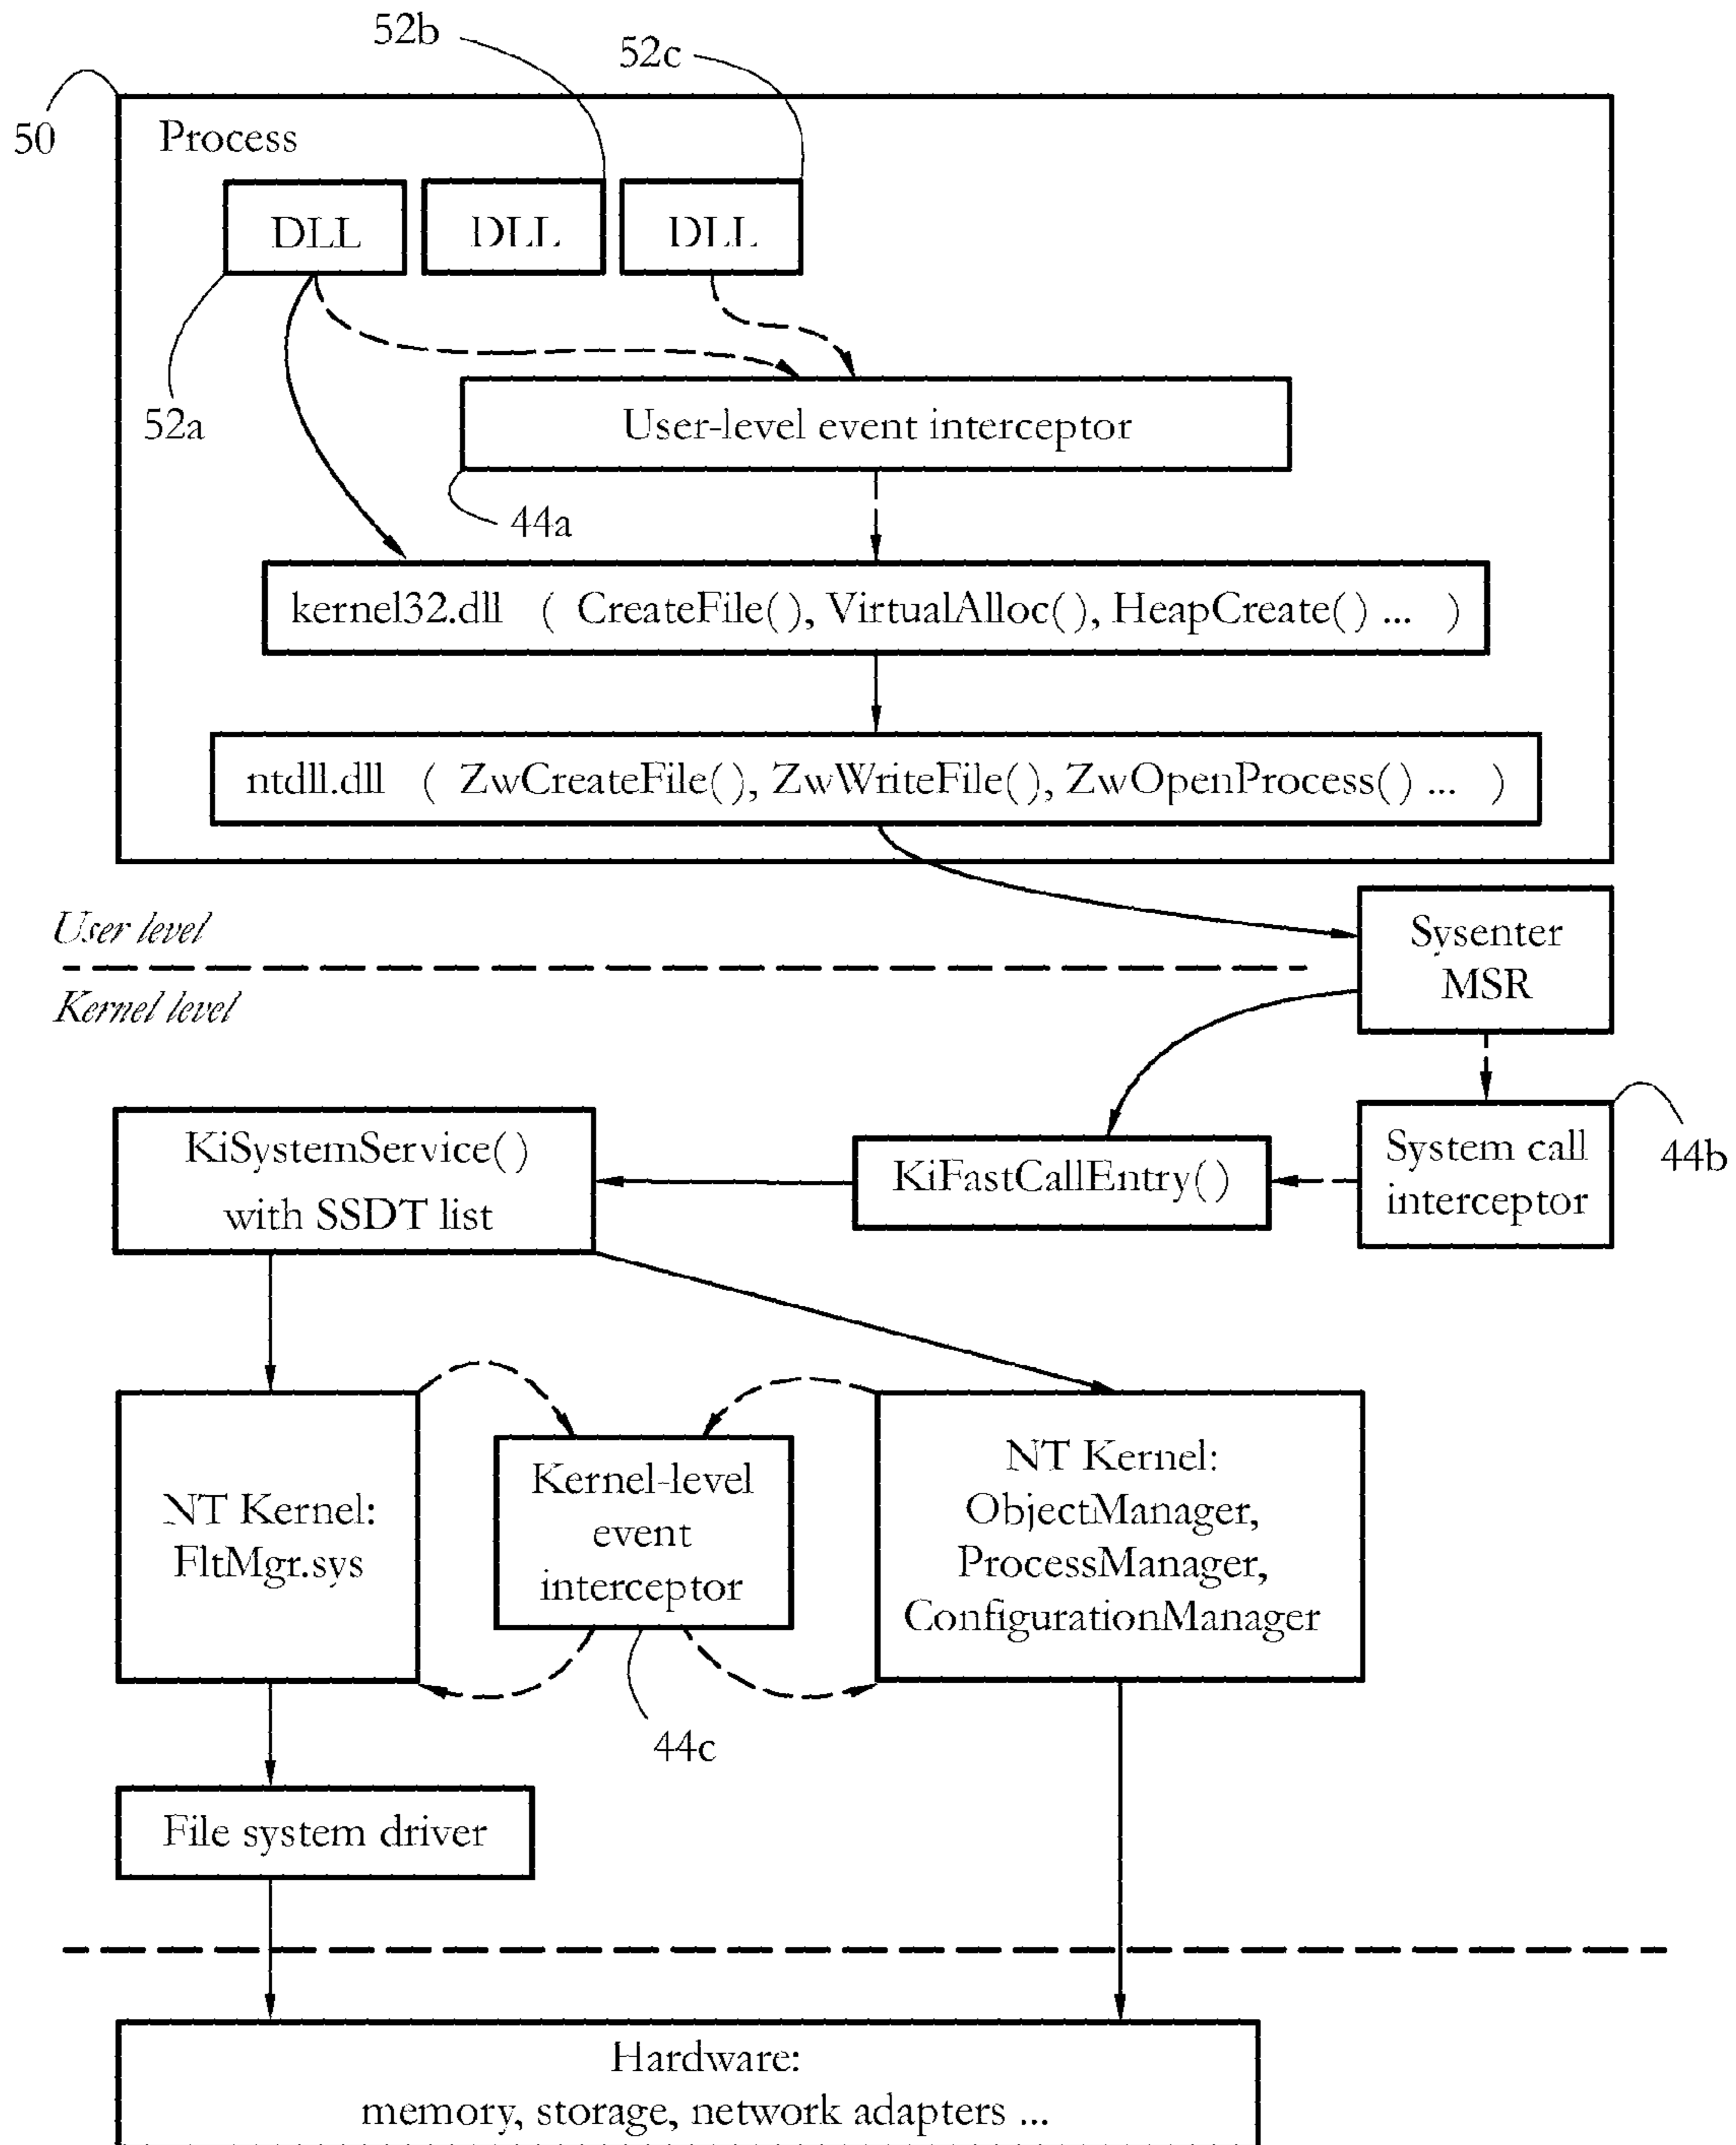 52b
52c
50
Process
DLL DLL DLL
52a
User-level event interceptor
44a
kernel32.dll ( CreateFile(), VirtualAlloc(), HeapCreate() ... )
ntdll.dll ( ZwCreateFile(), ZwWriteFile(), ZwOpenProcess() ... )
User level
Kernel level
Sysenter
MSR
KiSystemService()
with SSDT list
KiFastCallEntry()
System call
interceptor
44b
NT Kernel:
FltMgr.sys
Kernel-level
event
interceptor
NT Kernel:
ObjectManager,
ProcessManager,
ConfigurationManager
44c
File system driver
Hardware:
memory, storage, network adapters ...